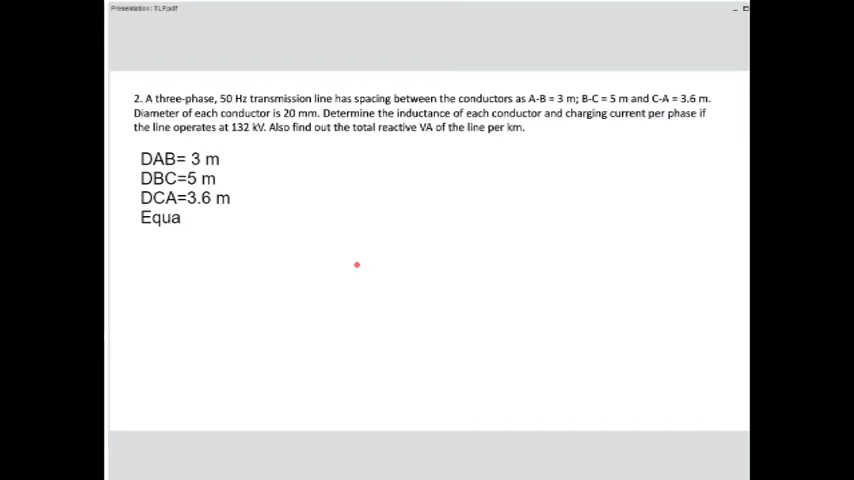 Presentation: TLP.pdf
2. A three-phase, 50 Hz transmission line has spacing between the conductors as A-B = 3 m; B-C = 5 m and C-A = 3.6 m.
Diameter of each conductor is 20 mm. Determine the inductance of each conductor and charging current per phase if
the line operates at 132 kV. Also find out the total reactive VA of the line per km.
DAB= 3 m
DBC=5 m
DCA=3.6 m
Equa